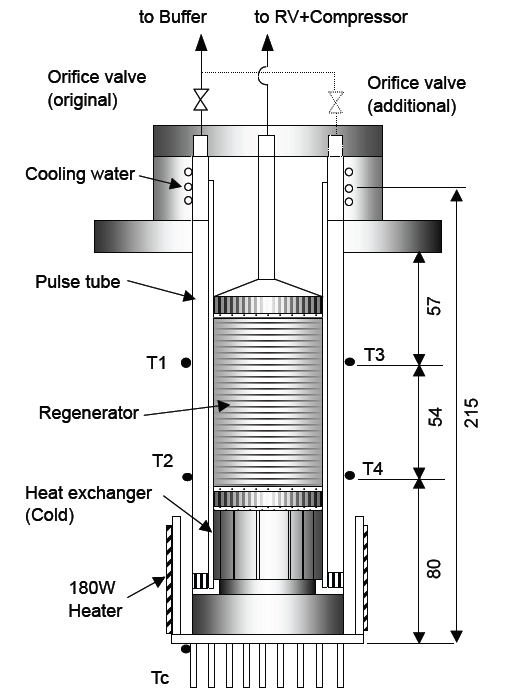 to Buffer
to RV+Compressor
Orifice valve
(original)
Orifice valve
(additional)
Cooling water
Pulse tube
57
T1
T3
54
215
Regenerator
T2
T4
Heat exchanger
(Cold)
80
180W
Heater
Tc